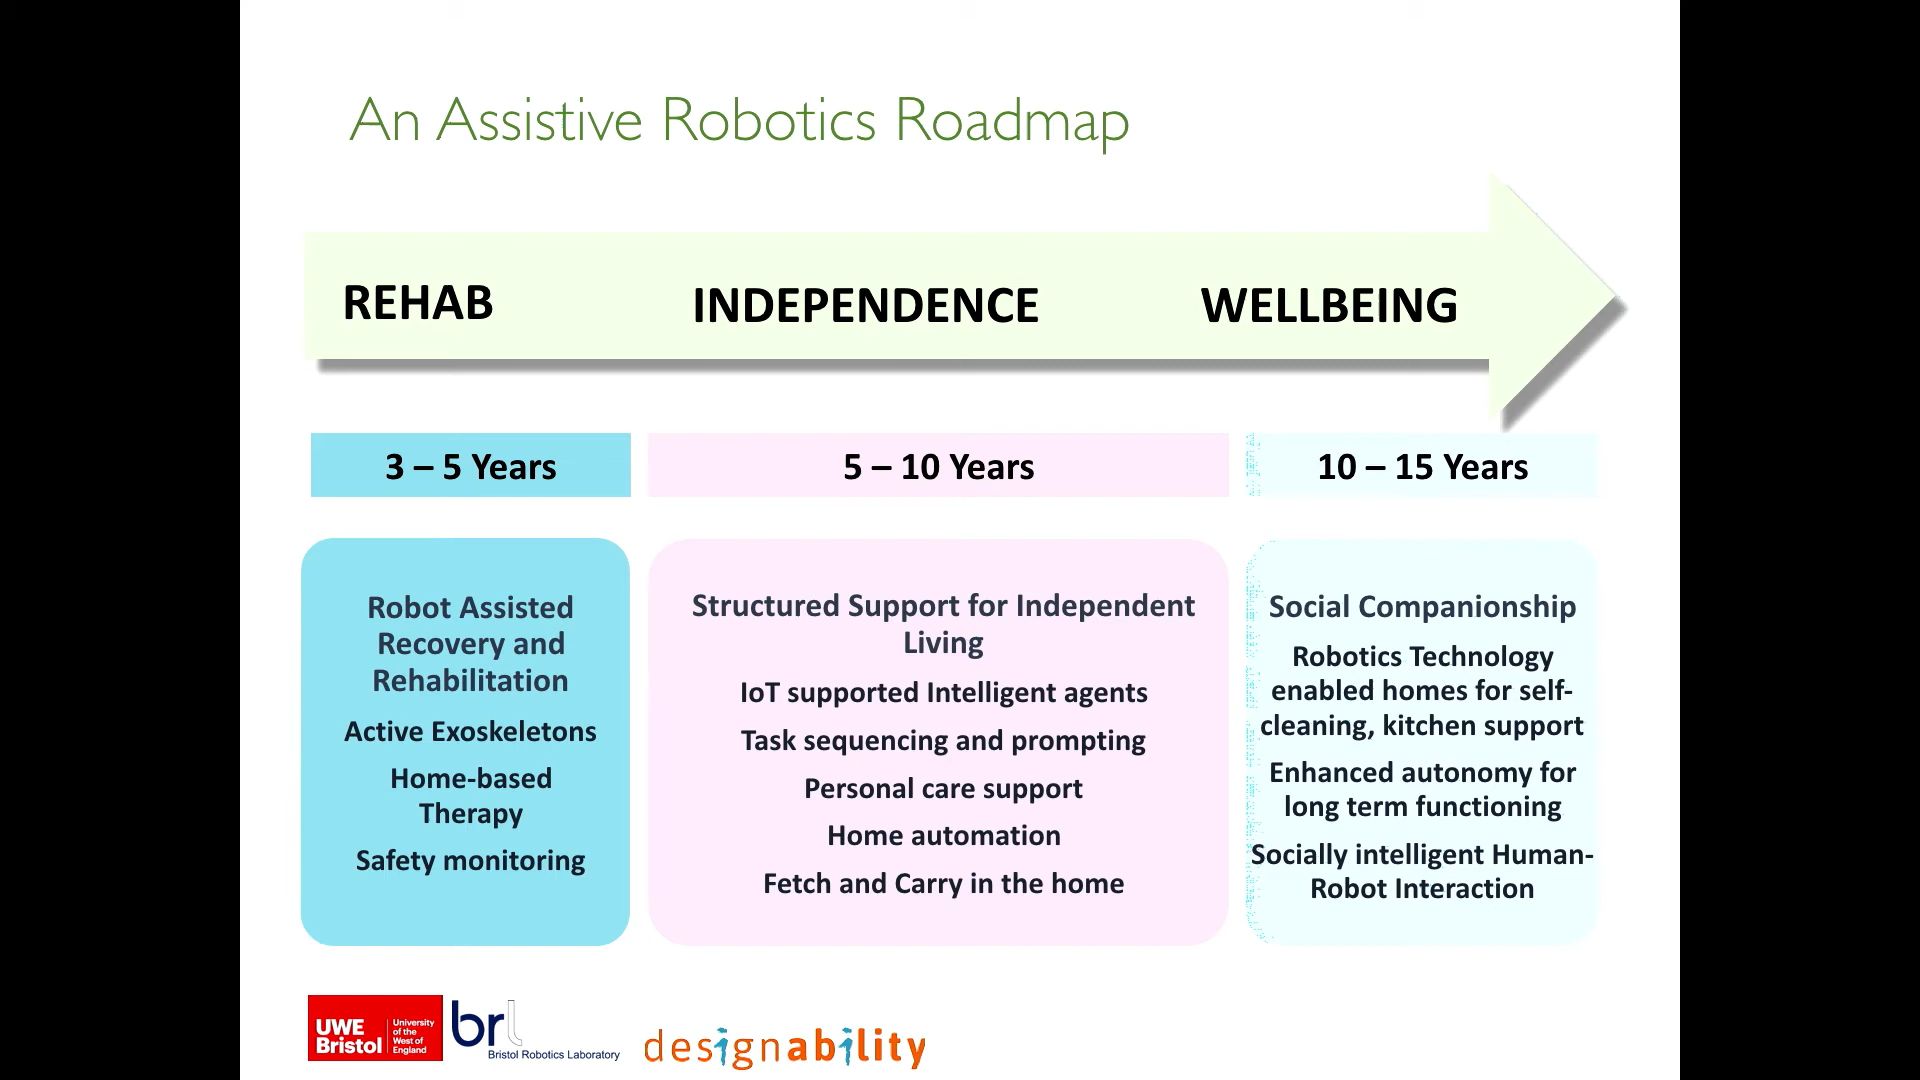 An Assistive Robotics Roadmap
REHAB
INDEPENDENCE
WELLBEING
3 – 5 Years
5 – 10 Years
10 – 15 Years
Robot Assisted
Recovery and
Rehabilitation
Active Exoskeletons
Home-based
Therapy
Safety monitoring
Structured Support for Independent
Living
IoT supported Intelligent agents
Task sequencing and prompting
Personal care support
Home automation
Fetch and Carry in the home
Social Companionship
Robotics Technology
enabled homes for self-
cleaning, kitchen support
Enhanced autonomy for
long term functioning
Socially intelligent Human-
Robot Interaction
UWE
Bristol
University
of the
West of
England
brl
Bristol Robotics Laboratory
designability